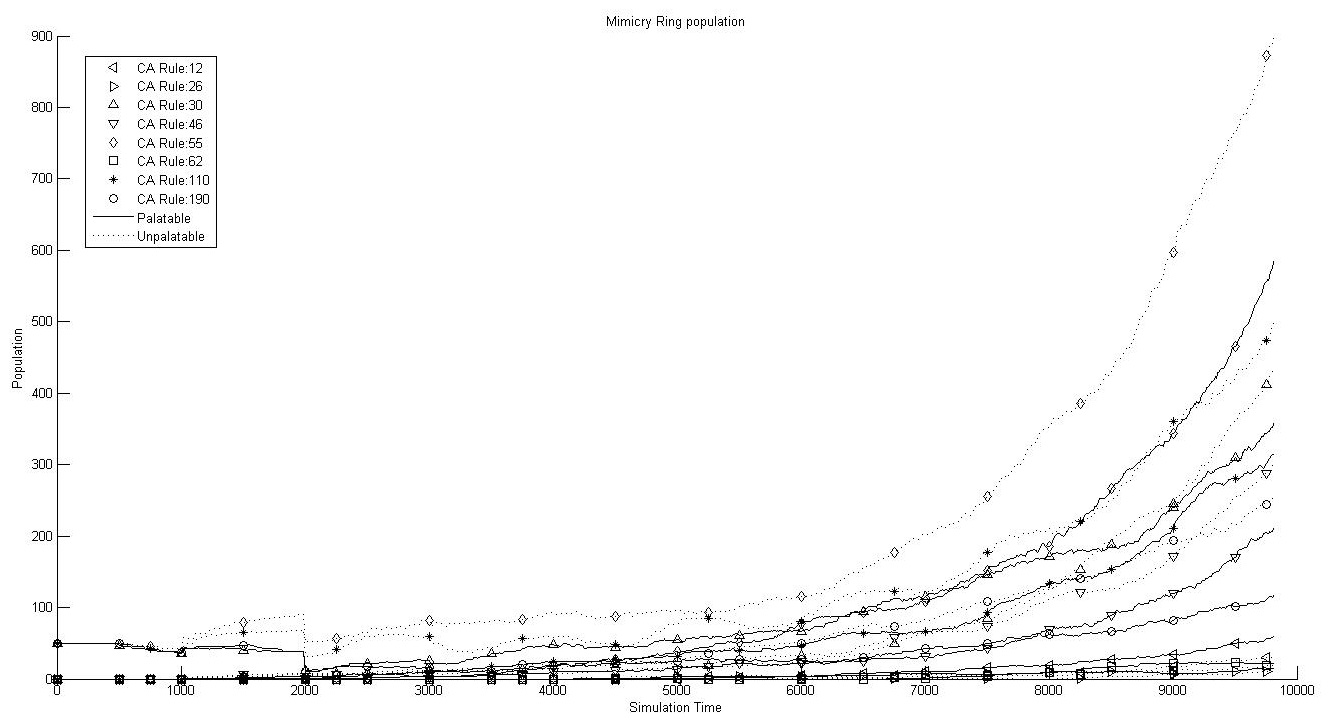 Mimicry Ring population
900
800
700
600
500
400
300
200
100
0
CA Rule:12
CA Rule:26
CA Rule:30
CA Rule:46
CA Rule:55
CA Rule:62
CA Rule:110
CA Rule:190
Palatable
Unpalatable
Population
0 1000 2000 3000 4000 5000 6000 7000 8000 9000 10000
Simulation Time